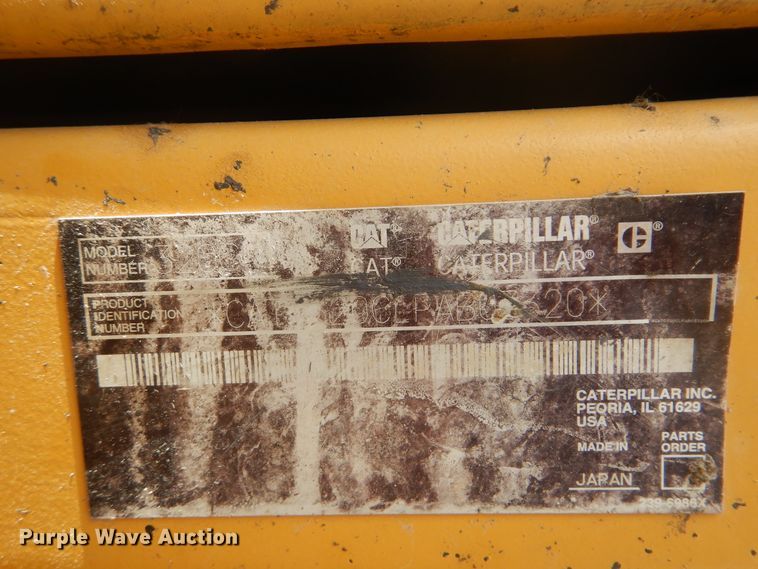 CAT® CATERPILLAR®
MODEL
NUMBER
CAT® CATERPILLAR®
PRODUCT
IDENTIFICATION
NUMBER
CATERPILLAR INC.
PEORIA, IL 61629
USA
MADE IN
JAPAN
PARTS
ORDER
Purple Wave Auction